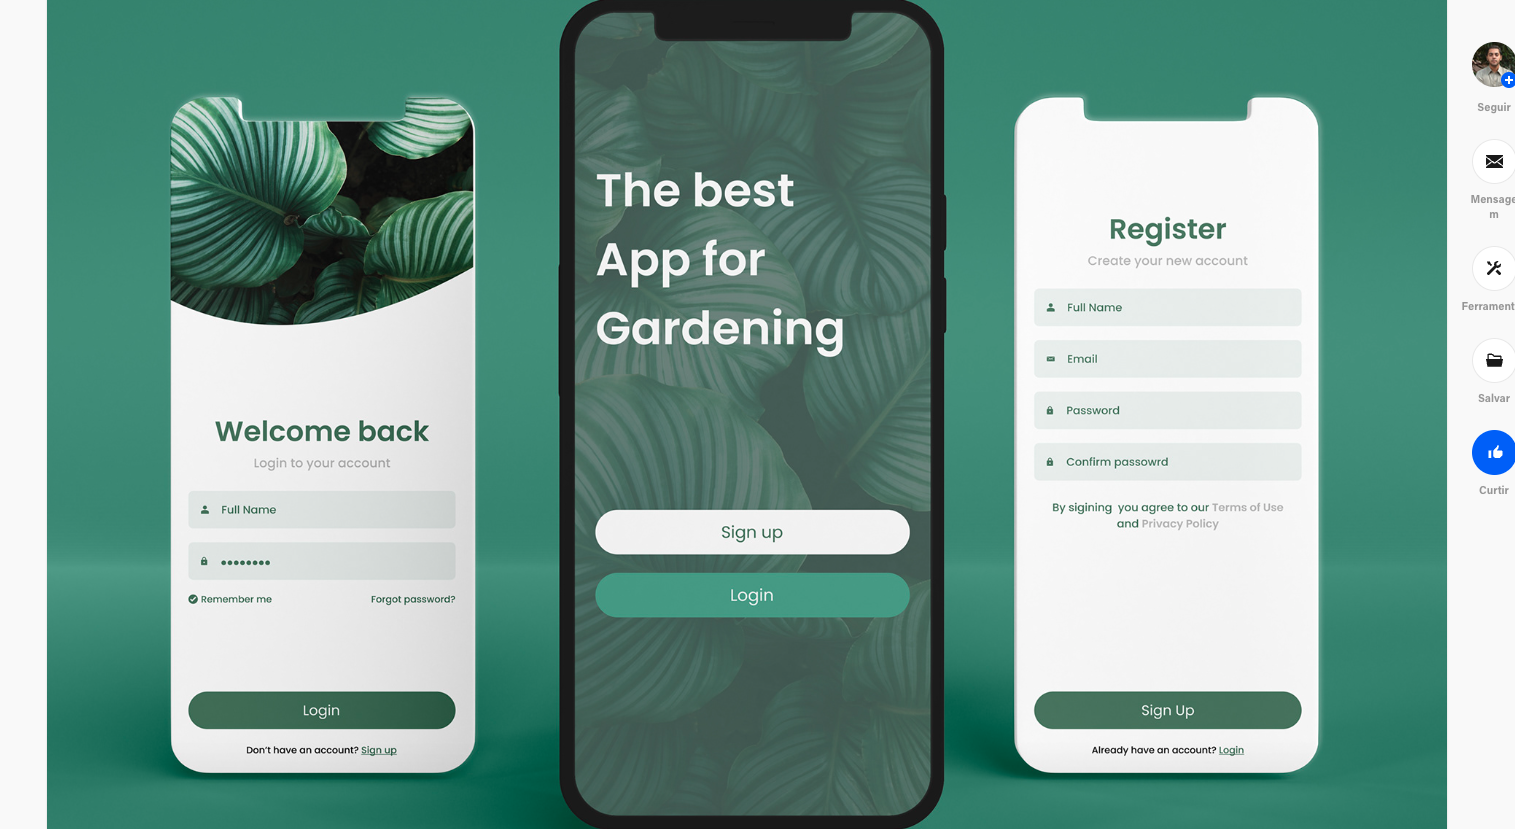 Welcome back
Login to your account
Full Name
••••••••
Remember me
Forgot password?
Login
Don't have an account? Sign up
The best
App for
Gardening
Sign up
Login
Register
Create your new account
Full Name
Email
Password
Confirm passowrd
By sigining  you agree to our Terms of Use
and Privacy Policy
Sign Up
Already have an account? Login
Seguir
Mensage
m
Ferrament
Salvar
Curtir